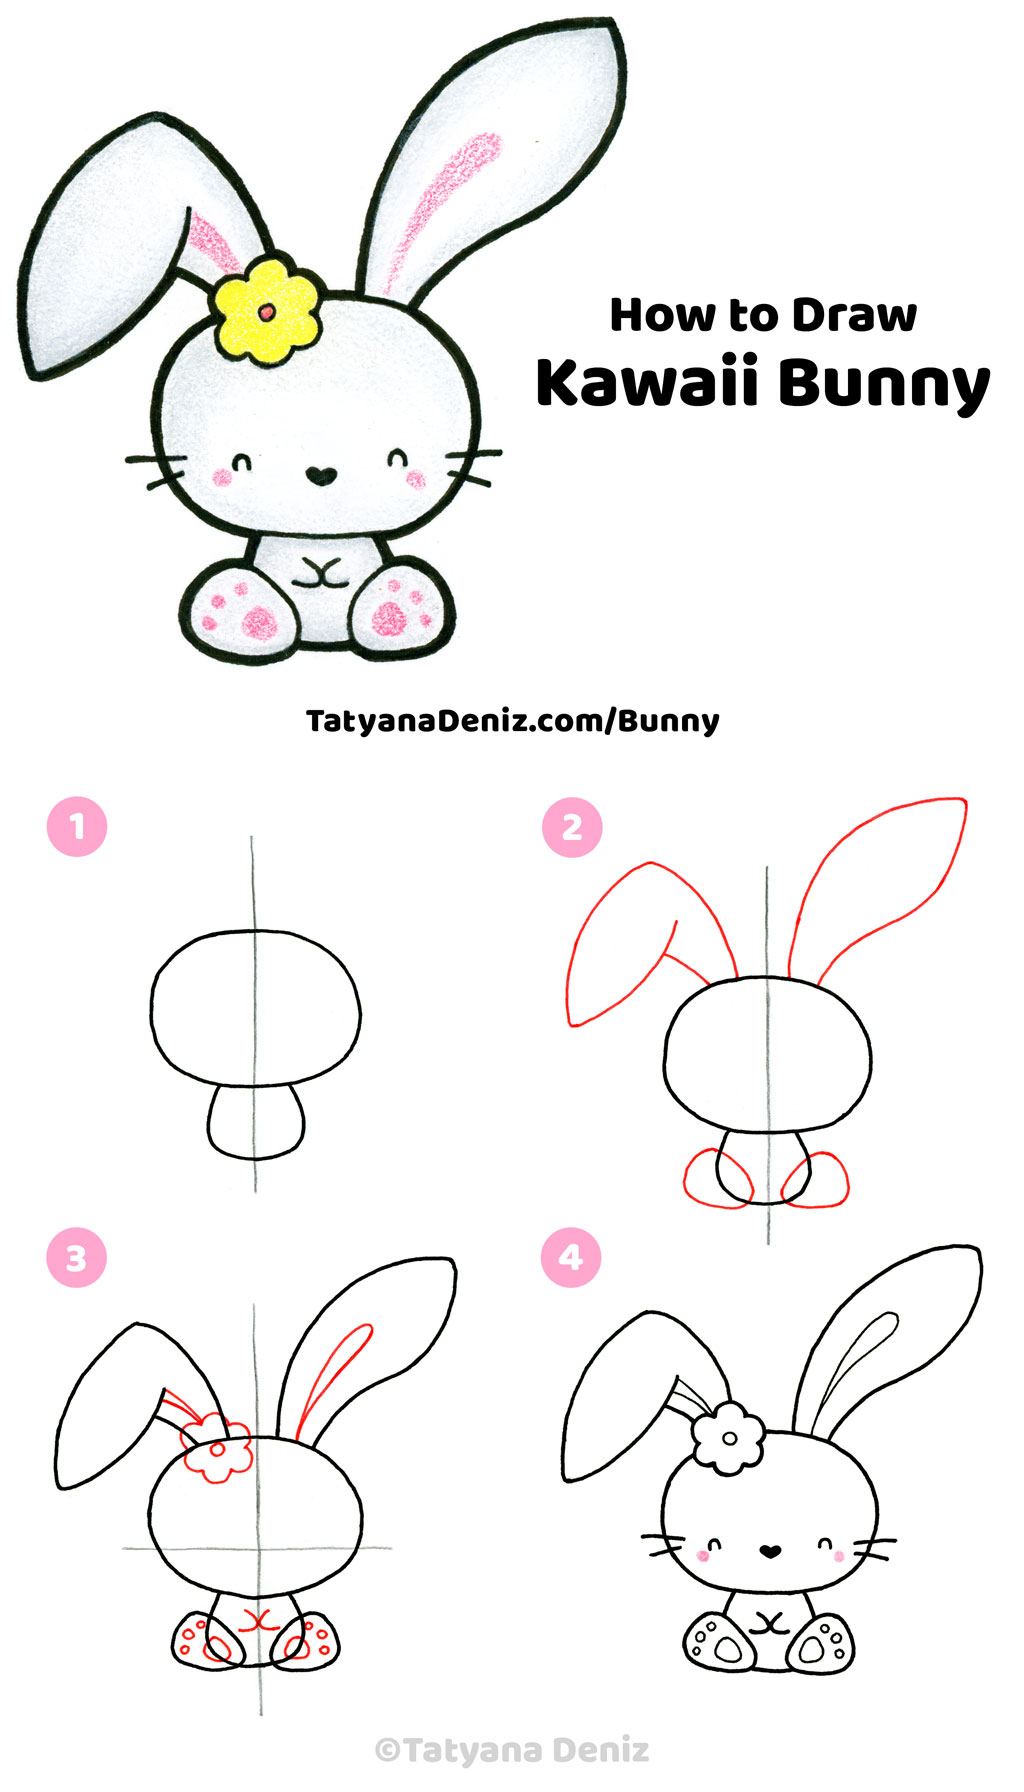 How to Draw
Kawaii Bunny
TatyanaDeniz.com/Bunny
1
2
3
4
©Tatyana Deniz